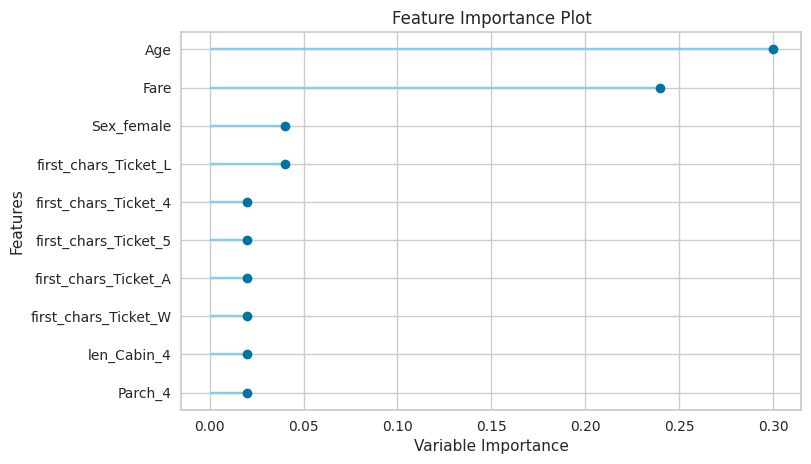 Feature Importance Plot
Features
Age
Fare
Sex_female
first_chars_Ticket_L
first_chars_Ticket_4
first_chars_Ticket_5
first_chars_Ticket_A
first_chars_Ticket_W
len_Cabin_4
Parch_4
0.00 0.05 0.10 0.15 0.20 0.25 0.30
Variable Importance